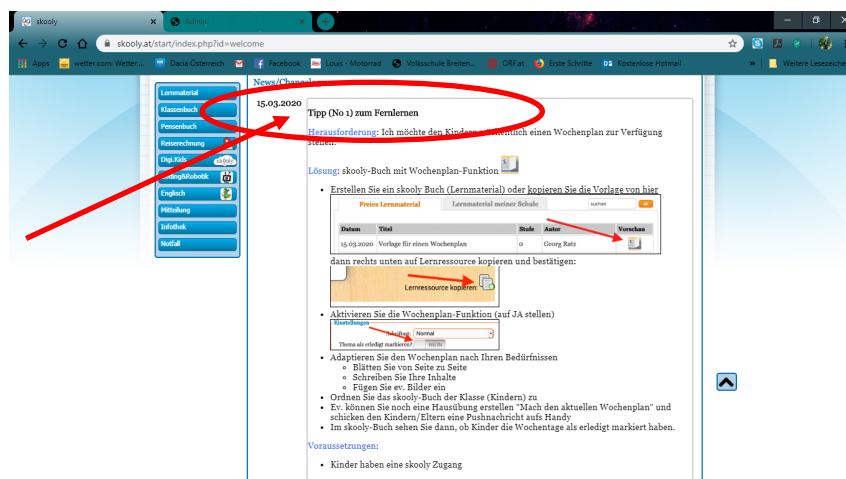 skooly
Admin
skooly.at/start/index.php?id=welcome
Apps
wetter.com: Wetter,...
Dacia Österreich
Facebook
Louis - Motorrad
Volksschule Breiten...
ORF.at
Erste Schritte
Kostenlose Hotmail
»
Weitere Lesezeichen
Lernmaterial
Klassenbuch
Pensenbuch
Reiserechnung
Digi.Kids
skooly
Coding&Robotik
Englisch
Mitteilung
Infothek
Notfall
News/Changelog
15.03.2020
Tipp (No 1) zum Fernlernen
Herausforderung: Ich möchte den Kindern wöchentlich einen Wochenplan zur Verfügung
stellen.
Lösung: skooly-Buch mit Wochenplan-Funktion
• Erstellen Sie ein skooly Buch (Lernmaterial) oder kopieren Sie die Vorlage von hier
Freies Lernmaterial Lernmaterial meiner Schule suchen
Datum Titel Stufe Autor Vorschau
15.03.2020 Vorlage für einen Wochenplan 0 Georg Ratz
dann rechts unten auf Lernressource kopieren und bestätigen:
Lernressource kopieren:
• Aktivieren Sie die Wochenplan-Funktion (auf JA stellen)
Einstellungen
Schrifttyp: Normal
Thema als erledigt markieren? NEIN
• Adaptieren Sie den Wochenplan nach Ihren Bedürfnissen
Blättern Sie von Seite zu Seite
Schreiben Sie Ihre Inhalte
Fügen Sie ev. Bilder ein
• Ordnen Sie das skooly-Buch der Klasse (Kindern) zu
• Ev. können Sie noch eine Hausübung erstellen "Mach den aktuellen Wochenplan" und
schicken den Kindern/Eltern eine Pushnachricht aufs Handy
• Im skooly-Buch sehen Sie dann, ob Kinder die Wochentage als erledigt markiert haben.
Voraussetzungen:
• Kinder haben eine skooly Zugang